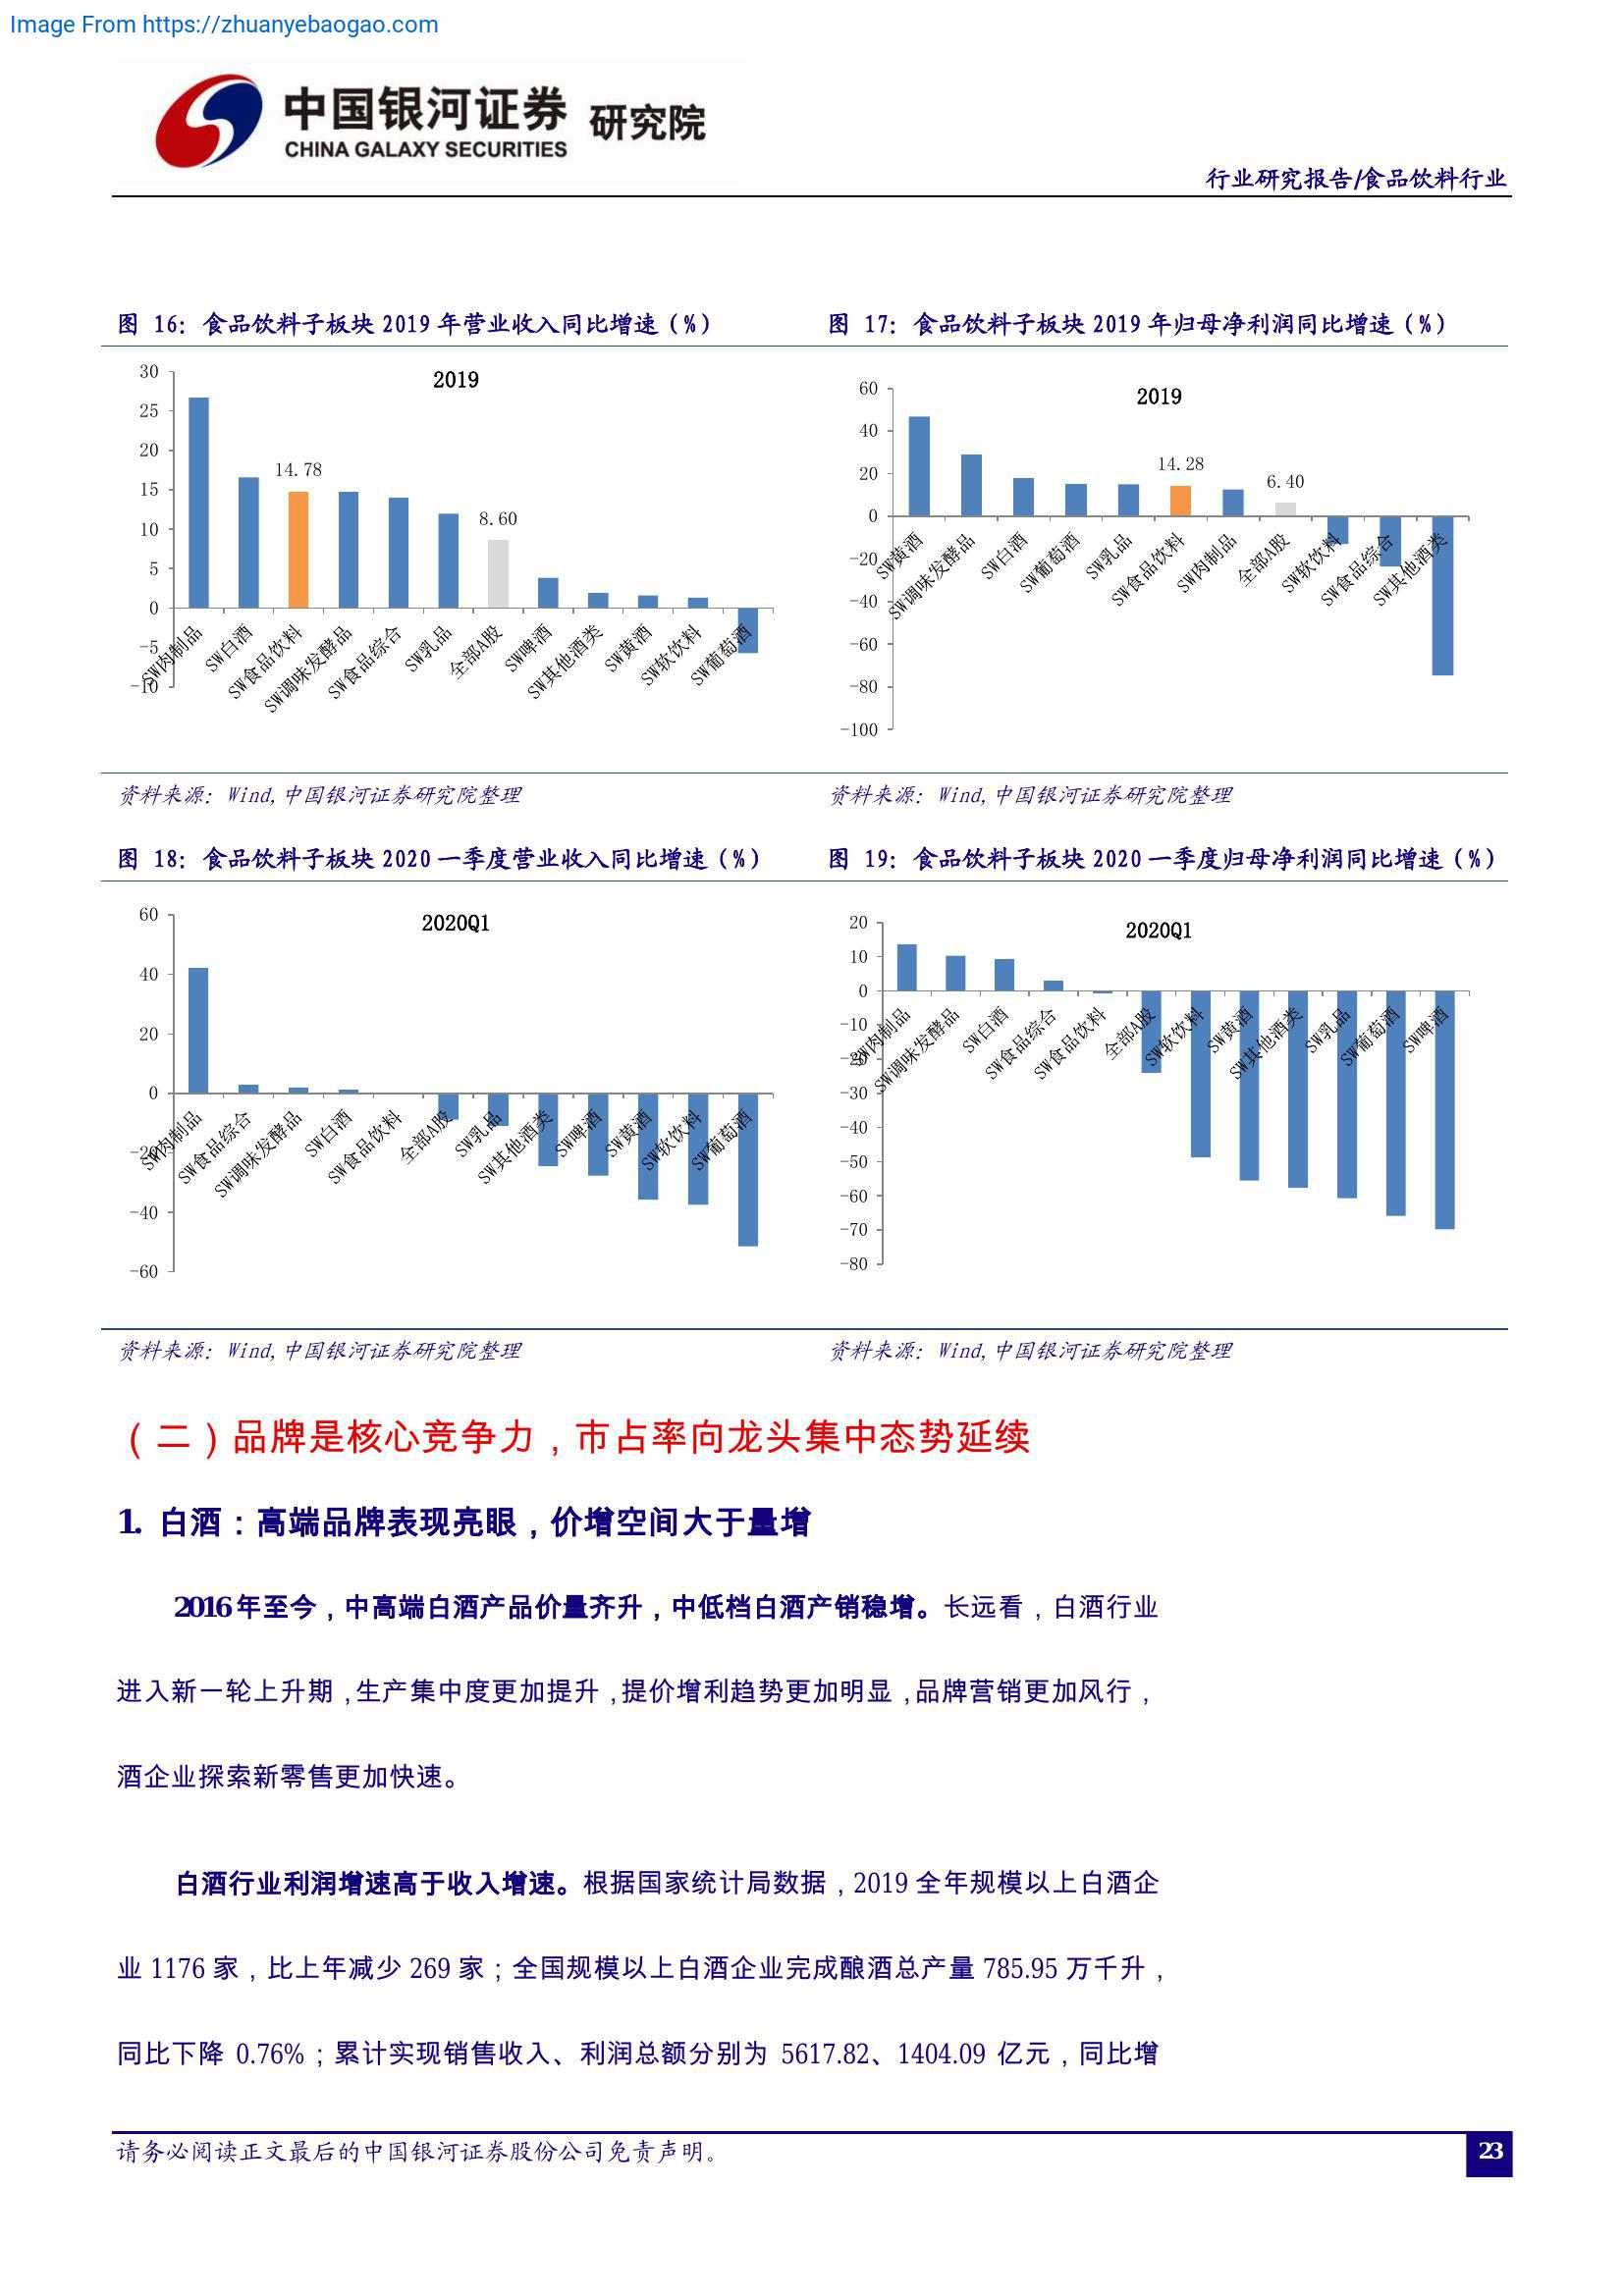 Image From https://zhuanyebaogao.com
中国银河证券 研究院
CHINA GALAXY SECURITIES
行业研究报告/食品饮料行业
图 16：食品饮料子板块 2019 年营业收入同比增速（%）
2019
30
25
20
15
10
5
0
-5
-10
14.78
8.60
SW肉制品
SW白酒
SW食品饮料
SW调味发酵品
SW食品综合
SW乳品
全部A股
SW啤酒
SW其他酒类
SW黄酒
SW软饮料
SW葡萄酒
资料来源：Wind,中国银河证券研究院整理
图 17：食品饮料子板块 2019 年归母净利润同比增速（%）
2019
60
40
20
0
-20
-40
-60
-80
-100
14.28
6.40
SW黄酒
SW调味发酵品
SW白酒
SW葡萄酒
SW乳品
SW食品饮料
SW肉制品
全部A股
SW软饮料
SW食品综合
SW其他酒类
资料来源：Wind,中国银河证券研究院整理
图 18：食品饮料子板块 2020 一季度营业收入同比增速（%）
2020Q1
60
40
20
0
-20
-40
-60
SW肉制品
SW食品综合
SW调味发酵品
SW白酒
SW食品饮料
全部A股
SW乳品
SW其他酒类
SW啤酒
SW黄酒
SW软饮料
SW葡萄酒
资料来源：Wind,中国银河证券研究院整理
图 19：食品饮料子板块 2020 一季度归母净利润同比增速（%）
2020Q1
20
10
0
-10
-20
-30
-40
-50
-60
-70
-80
SW肉制品
SW调味发酵品
SW白酒
SW食品综合
SW食品饮料
全部A股
SW软饮料
SW黄酒
SW其他酒类
SW乳品
SW葡萄酒
SW啤酒
资料来源：Wind,中国银河证券研究院整理
（二）品牌是核心竞争力，市占率向龙头集中态势延续
1. 白酒：高端品牌表现亮眼，价增空间大于量增
2016年至今，中高端白酒产品价量齐升，中低档白酒产销稳增。长远看，白酒行业
进入新一轮上升期，生产集中度更加提升，提价增利趋势更加明显，品牌营销更加风行，
酒企业探索新零售更加快速。
白酒行业利润增速高于收入增速。根据国家统计局数据，2019 全年规模以上白酒企
业 1176 家，比上年减少 269 家；全国规模以上白酒企业完成酿酒总产量 785.95 万千升，
同比下降 0.76%；累计实现销售收入、利润总额分别为 5617.82、1404.09 亿元，同比增
请务必阅读正文最后的中国银河证券股份公司免责声明。
23